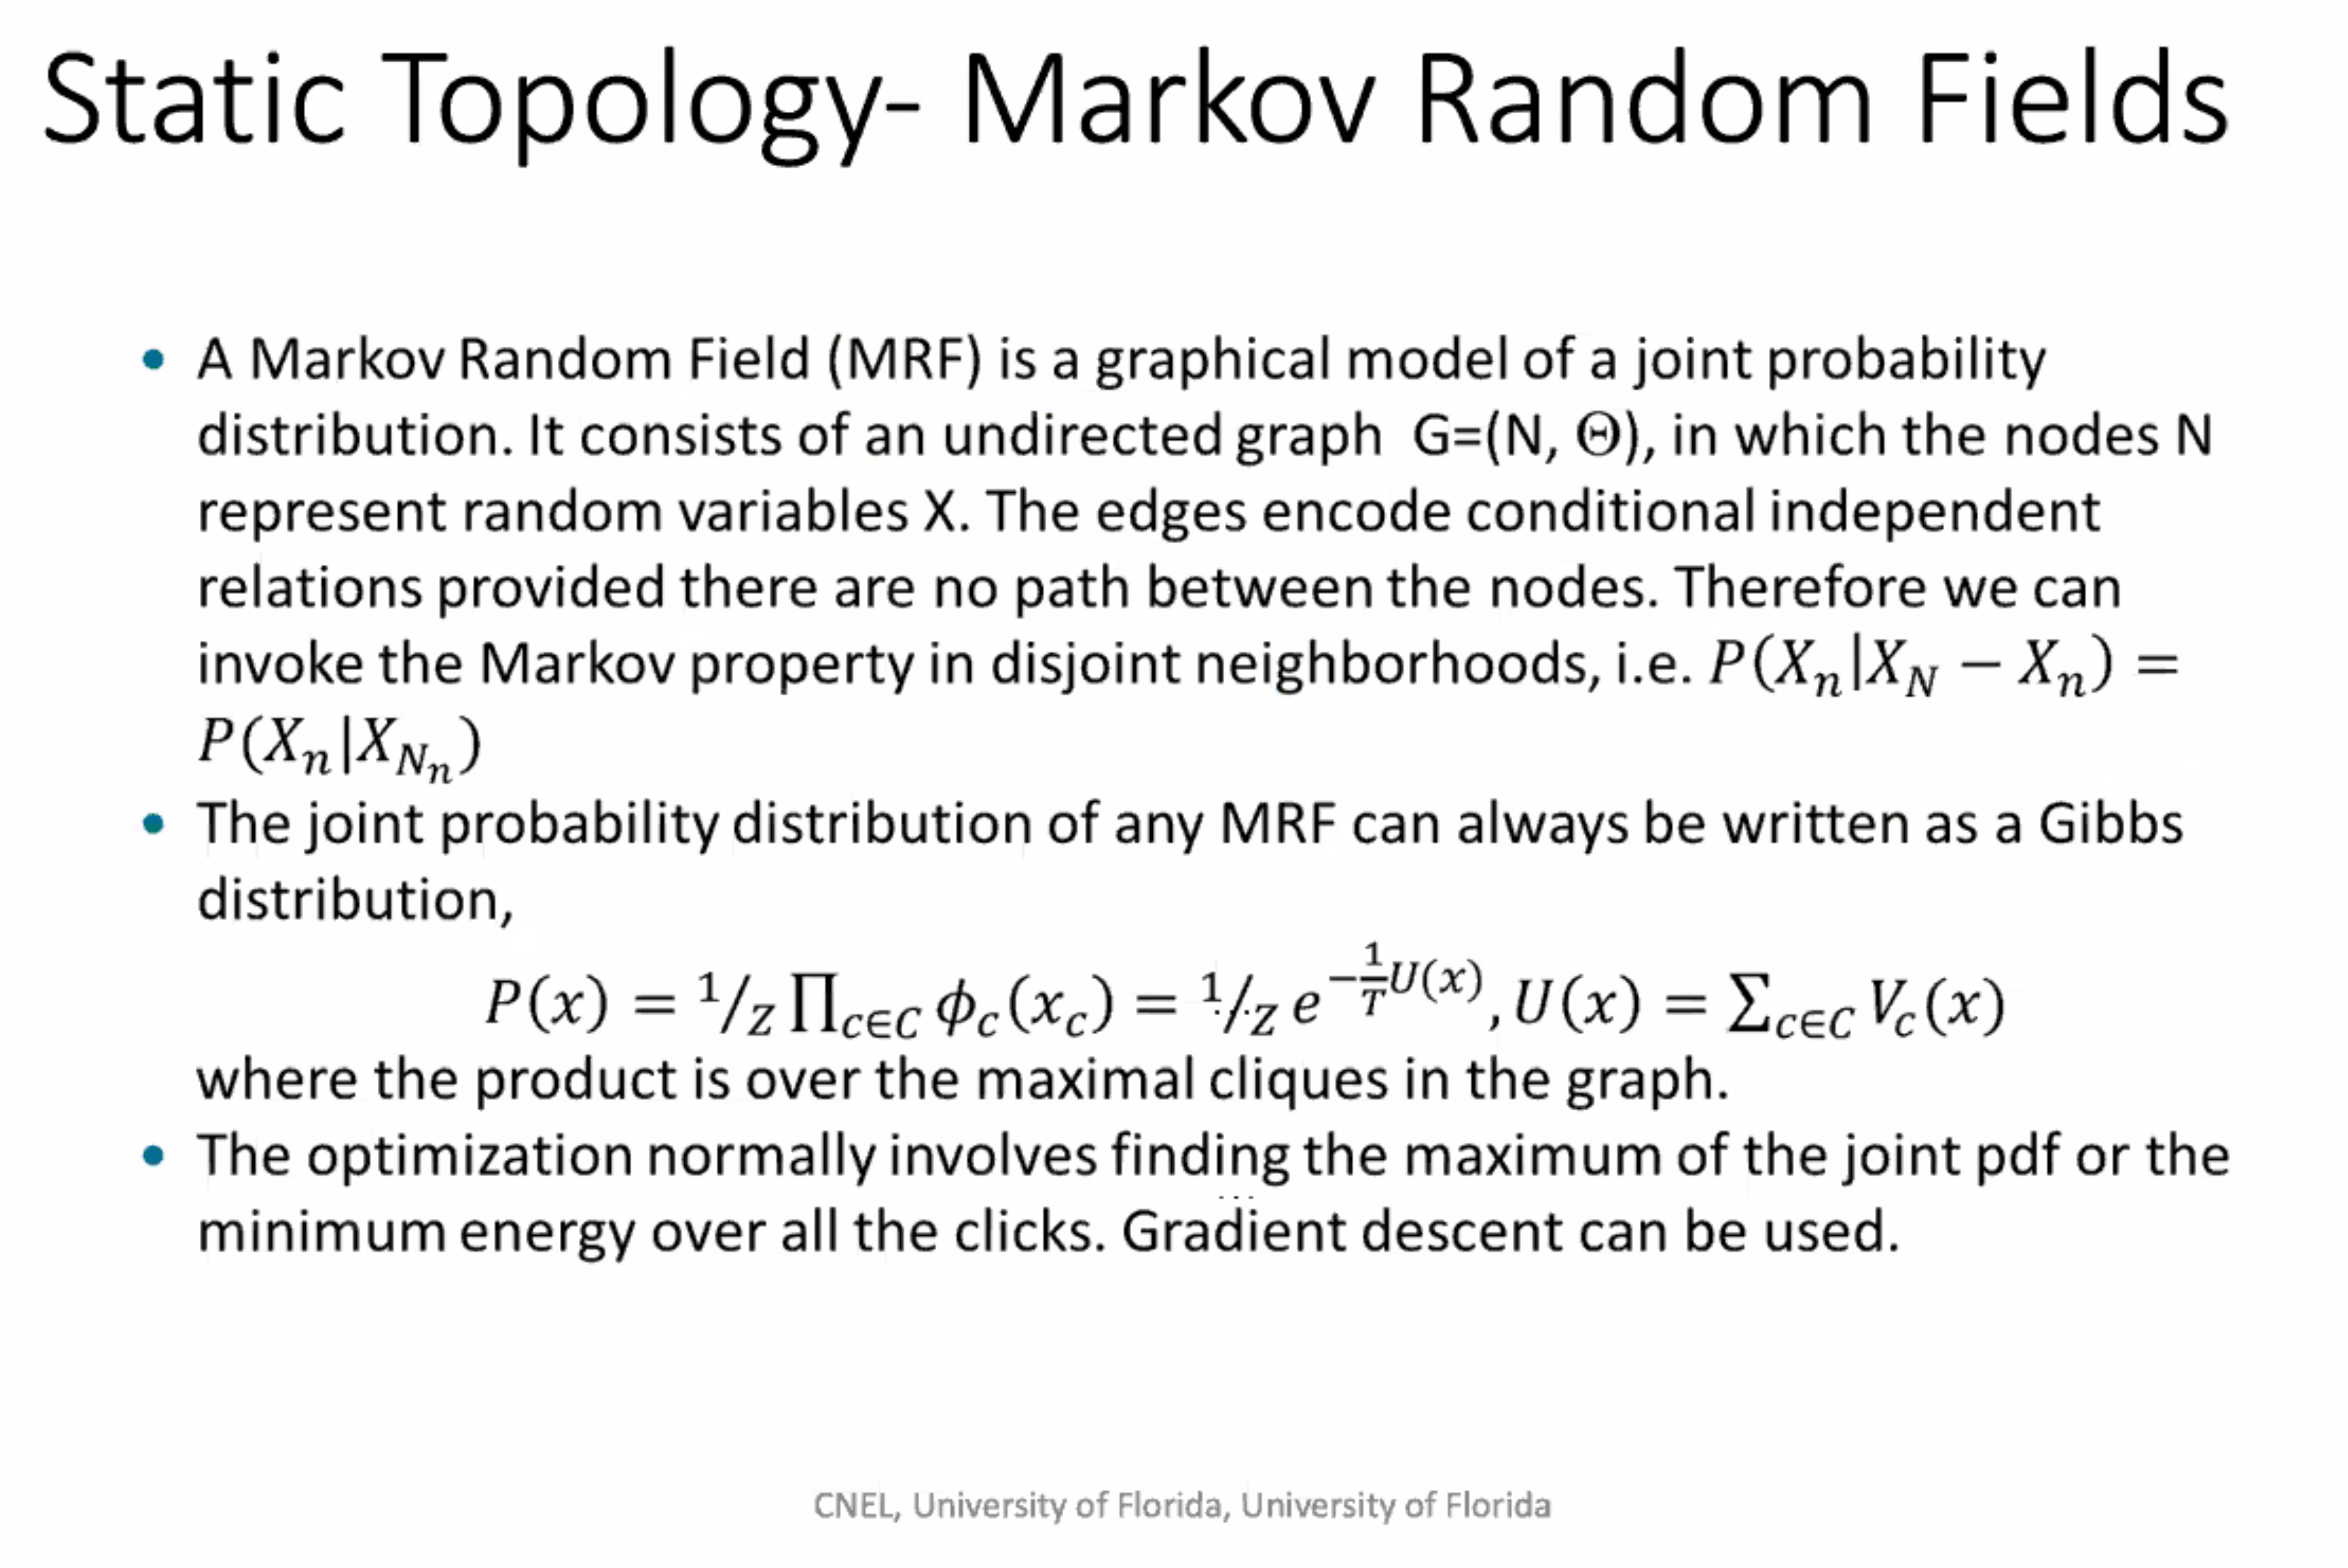 Static Topology- Markov Random Fields
• A Markov Random Field (MRF) is a graphical model of a joint probability
distribution. It consists of an undirected graph G=(N, Θ), in which the nodes N
represent random variables X. The edges encode conditional independent
relations provided there are no path between the nodes. Therefore we can
invoke the Markov property in disjoint neighborhoods, i.e. $P(X_n|X_N - X_n) =$
$P(X_n|X_{N_n})$
• The joint probability distribution of any MRF can always be written as a Gibbs
distribution,
$P(x) = {}^1/_Z \prod_{c \in C} \phi_c(x_c) = {}^1/_Z \, e^{-\frac{1}{T}U(x)}, U(x) = \sum_{c \in C} V_c(x)$
where the product is over the maximal cliques in the graph.
• The optimization normally involves finding the maximum of the joint pdf or the
minimum energy over all the clicks. Gradient descent can be used.
CNEL, University of Florida, University of Florida